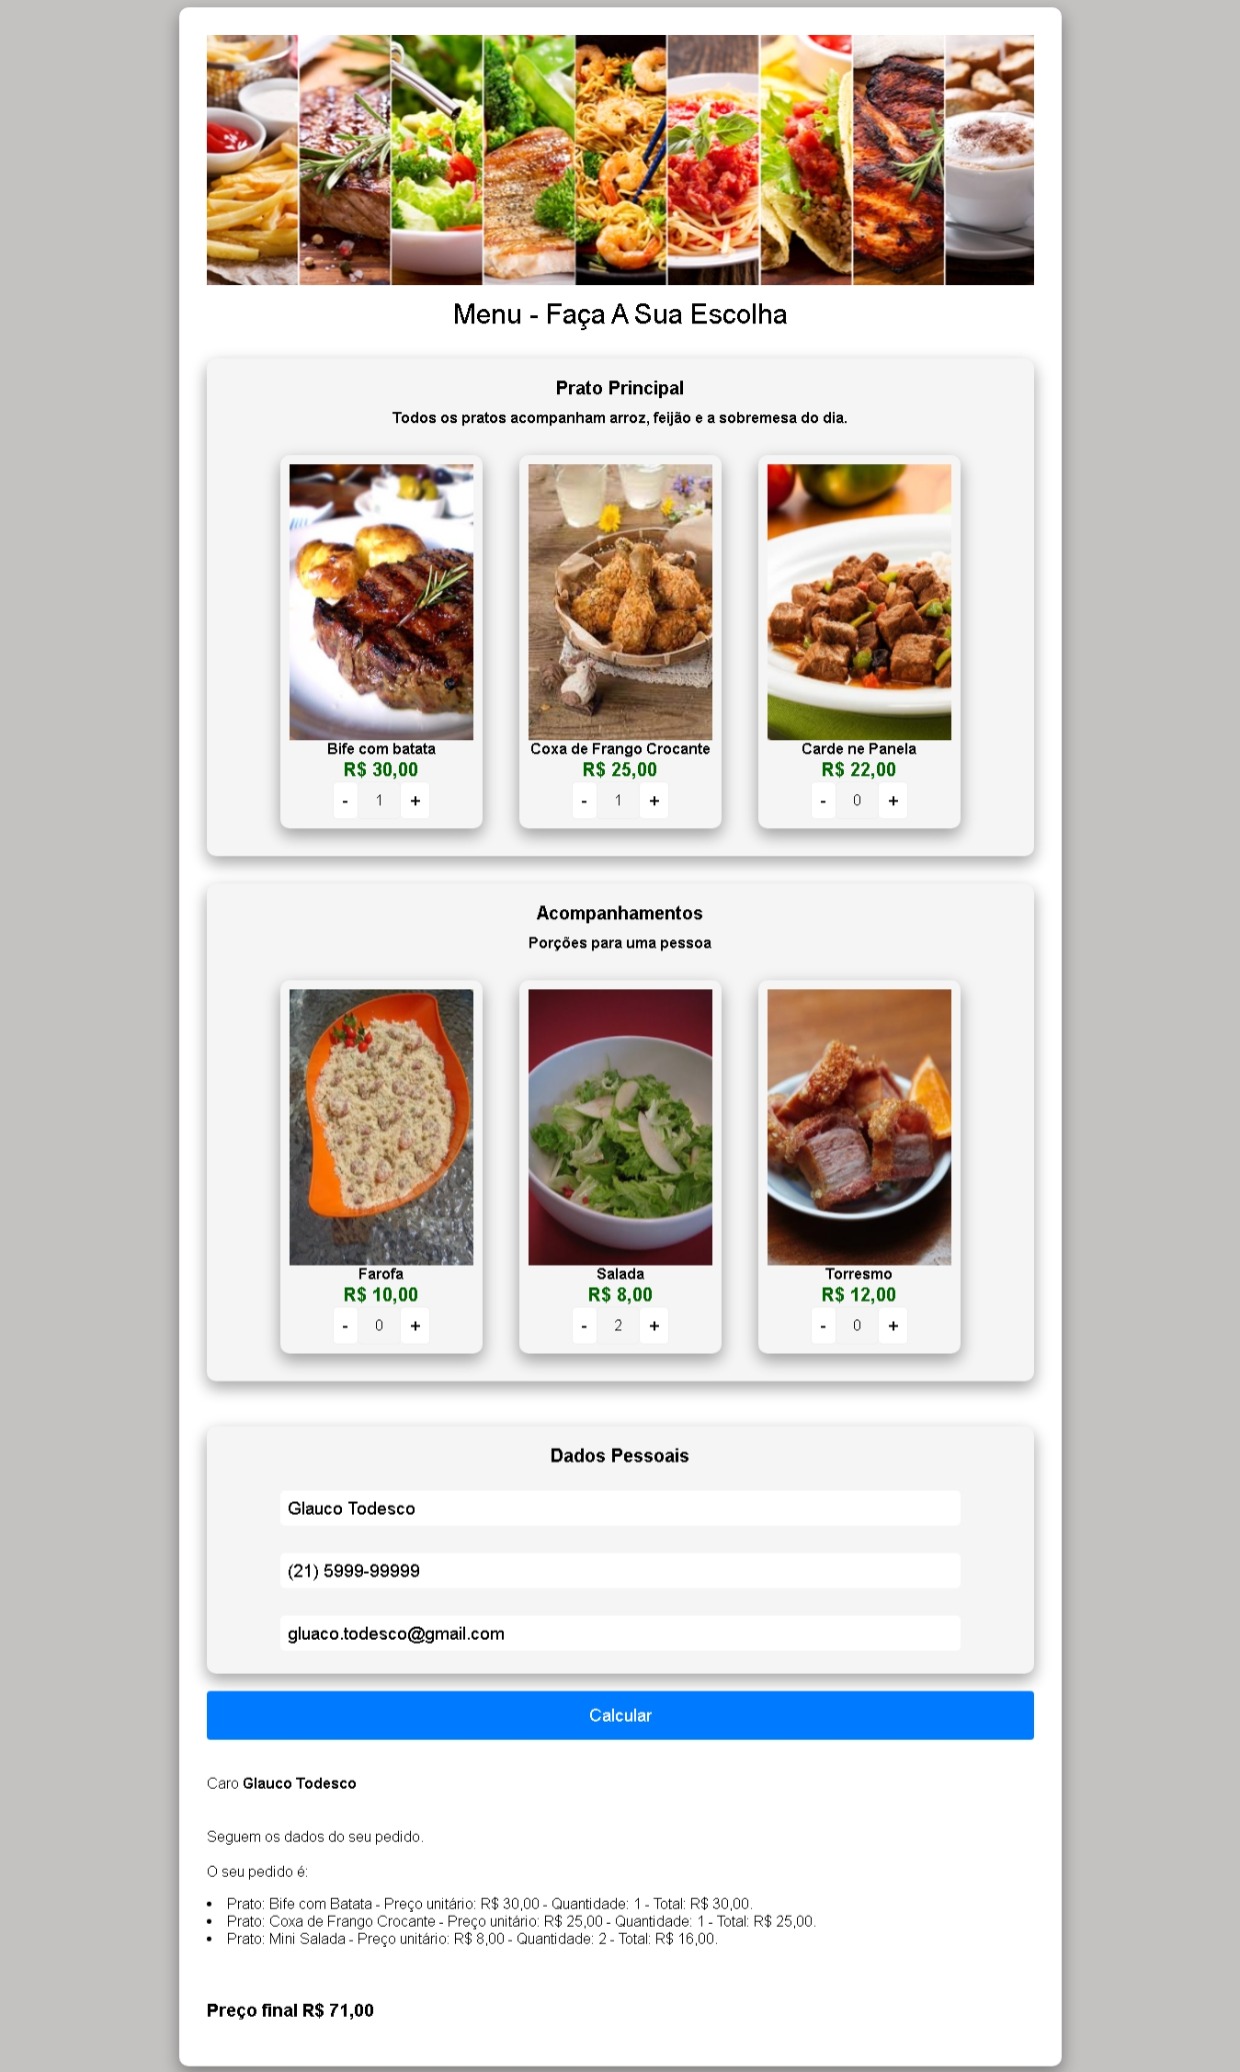 Menu - Faça A Sua Escolha
Prato Principal
Todos os pratos acompanham arroz, feijão e a sobremesa do dia.
Bife com batata
R$ 30,00
- 1 +
Coxa de Frango Crocante
R$ 25,00
- 1 +
Carde ne Panela
R$ 22,00
- 0 +
Acompanhamentos
Porções para uma pessoa
Farofa
R$ 10,00
- 0 +
Salada
R$ 8,00
- 2 +
Torresmo
R$ 12,00
- 0 +
Dados Pessoais
Glauco Todesco
(21) 5999-99999
gluaco.todesco@gmail.com
Calcular
Caro Glauco Todesco
Seguem os dados do seu pedido.
O seu pedido é:
• Prato: Bife com Batata - Preço unitário: R$ 30,00 - Quantidade: 1 - Total: R$ 30,00.
• Prato: Coxa de Frango Crocante - Preço unitário: R$ 25,00 - Quantidade: 1 - Total: R$ 25,00.
• Prato: Mini Salada - Preço unitário: R$ 8,00 - Quantidade: 2 - Total: R$ 16,00.
Preço final R$ 71,00